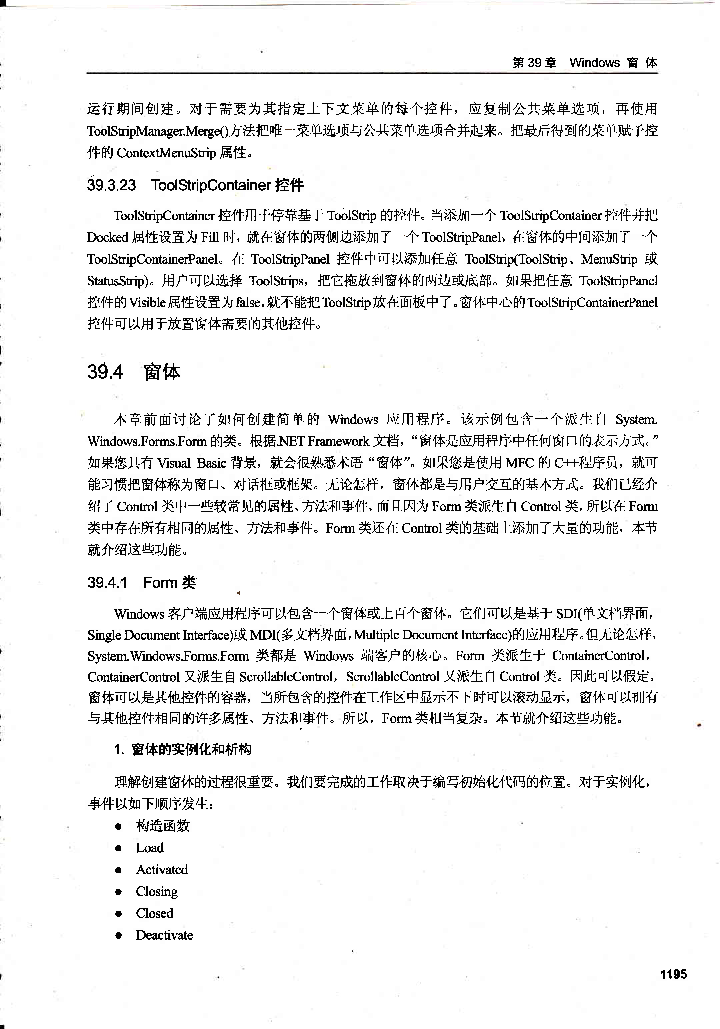 第39章 Windows 窗 体
运行期间创建。对于需要为其指定上下文菜单的每个控件，应复制公共菜单选项，再使用
ToolStripManager.Merge()方法把唯一菜单选项与公共菜单选项合并起来。把最后得到的菜单赋予控
件的 ContextMenuStrip 属性。
39.3.23 ToolStripContainer 控件
ToolStripContainer 控件用于停靠基于 ToolStrip 的控件。当添加一个 ToolStripContainer 控件并把
Docked 属性设置为 Fill 时，就在窗体的两侧边添加了一个 ToolStripPanel，在窗体的中间添加了一个
ToolStripContainerPanel。在 ToolStripPanel 控件中可以添加任意 ToolStrip(ToolStrip、MenuStrip 或
StatusStrip)。用户可以选择 ToolStrips，把它拖放到窗体的两边或底部。如果把任意 ToolStripPanel
控件的 Visible 属性设置为 false，就不能把 ToolStrip 放在面板中了。窗体中心的 ToolStripContainerPanel
控件可以用于放置窗体需要的其他控件。
39.4 窗体
本章前面讨论了如何创建简单的 Windows 应用程序。该示例包含一个派生自 System.
Windows.Forms.Form 的类。根据.NET Framework 文档，“窗体是应用程序中任何窗口的表示方式。”
如果您具有 Visual Basic 背景，就会很熟悉术语“窗体”。如果您是使用 MFC 的 C++程序员，就可
能习惯把窗体称为窗口、对话框或框架。无论怎样，窗体都是与用户交互的基本方式。我们已经介
绍了 Control 类中一些较常见的属性、方法和事件，而且因为 Form 类派生自 Control 类，所以在 Form
类中存在所有相同的属性、方法和事件。Form 类还在 Control 类的基础上添加了大量的功能，本节
就介绍这些功能。
39.4.1 Form 类
Windows 客户端应用程序可以包含一个窗体或上百个窗体。它们可以是基于 SDI(单文档界面，
Single Document Interface)或 MDI(多文档界面，Multiple Document Interface)的应用程序。但无论怎样，
System.Windows.Forms.Form 类都是 Windows 端客户的核心。Form 类派生于 ContainerControl，
ContainerControl 又派生自 ScrollableControl，ScrollableControl 又派生自 Control 类。因此可以假定，
窗体可以是其他控件的容器，当所包含的控件在工作区中显示不下时可以滚动显示，窗体可以拥有
与其他控件相同的许多属性、方法和事件。所以，Form 类相当复杂。本节就介绍这些功能。
1. 窗体的实例化和析构
理解创建窗体的过程很重要。我们要完成的工作取决于编写初始化代码的位置。对于实例化，
事件以如下顺序发生：
● 构造函数
● Load
● Activated
● Closing
● Closed
● Deactivate
1195